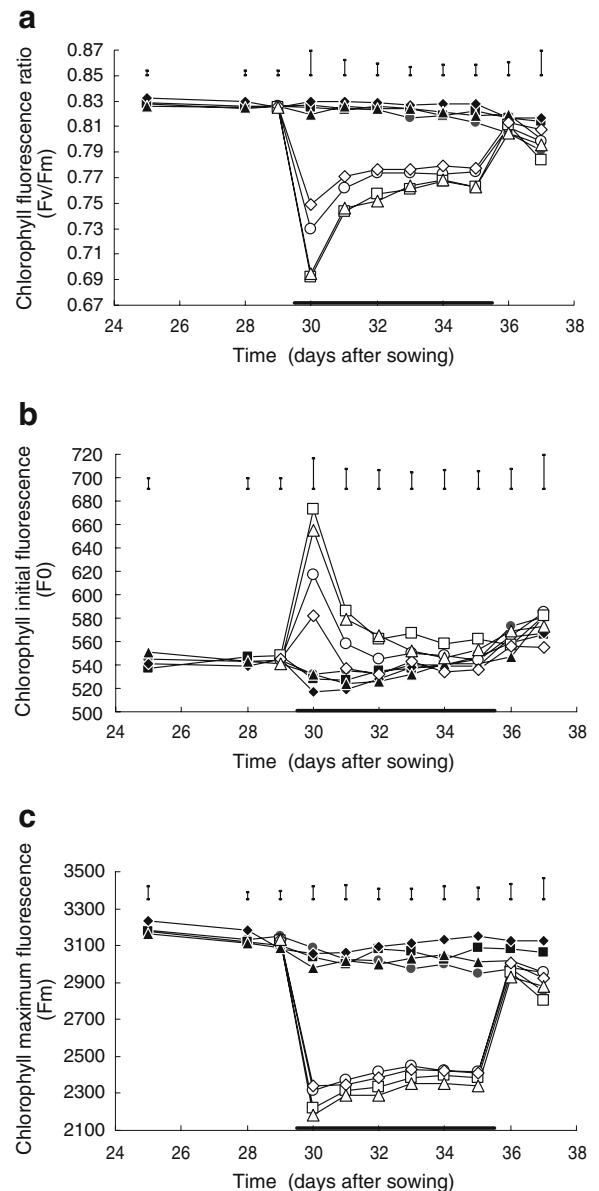 a
Chlorophyll fluorescence ratio
(Fv/Fm)
0.87
0.85
0.83
0.81
0.79
0.77
0.75
0.73
0.71
0.69
0.67
24 26 28 30 32 34 36 38
Time (days after sowing)
b
Chlorophyll initial fluorescence
(F0)
720
700
680
660
640
620
600
580
560
540
520
500
24 26 28 30 32 34 36 38
Time (days after sowing)
c
Chlorophyll maximum fluorescence
(Fm)
3500
3300
3100
2900
2700
2500
2300
2100
24 26 28 30 32 34 36 38
Time (days after sowing)